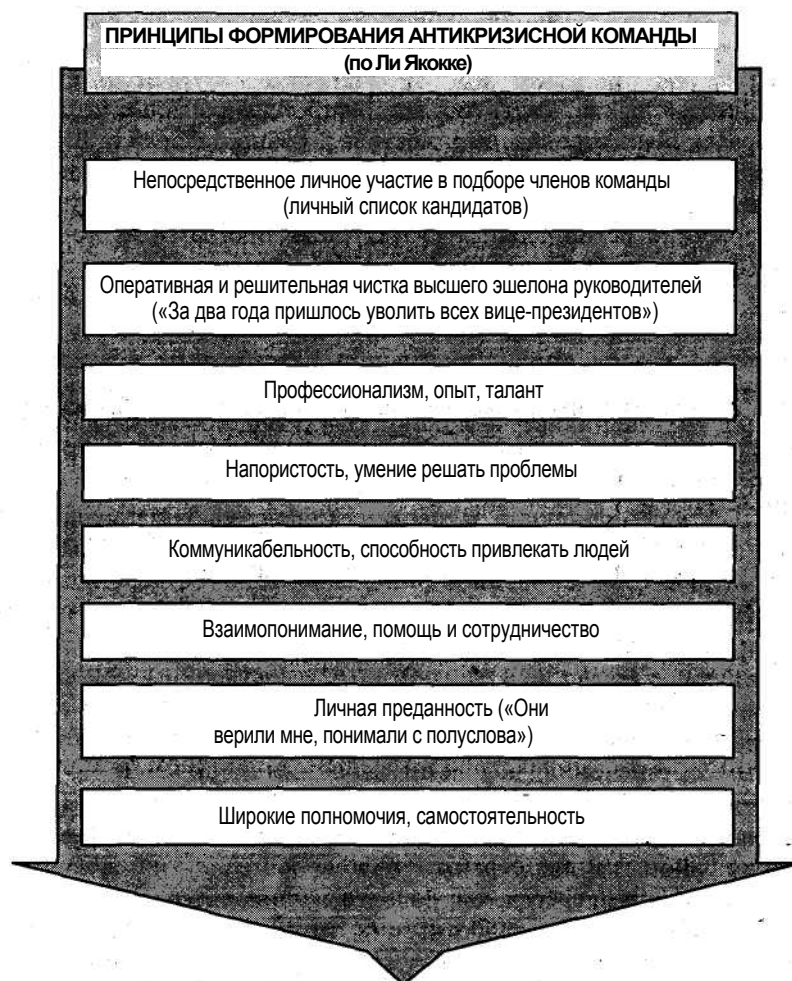 ПРИНЦИПЫ ФОРМИРОВАНИЯ АНТИКРИЗИСНОЙ КОМАНДЫ
(по Ли Якокке)
Непосредственное личное участие в подборе членов команды
(личный список кандидатов)
Оперативная и решительная чистка высшего эшелона руководителей
(«За два года пришлось уволить всех вице-президентов»)
Профессионализм, опыт, талант
Напористость, умение решать проблемы
Коммуникабельность, способность привлекать людей
Взаимопонимание, помощь и сотрудничество
Личная преданность («Они
верили мне, понимали с полуслова»)
Широкие полномочия, самостоятельность